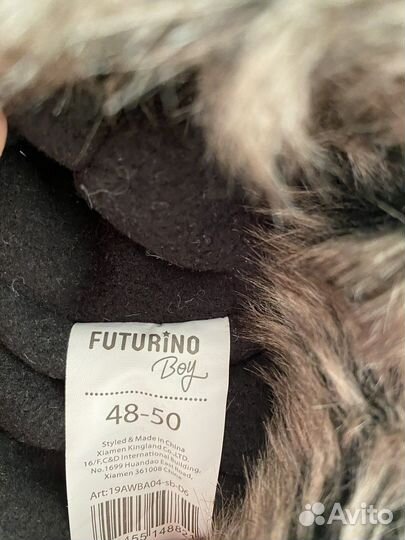 FUTURINO
Boy
48-50
Styled & Made in China
Xiamen Kingland Co-LTD.
16/F,C&D International Building,
No.1699 Huandao East Road,
Xiamen 361008
Art:19AWBA04-sb-06
Avito